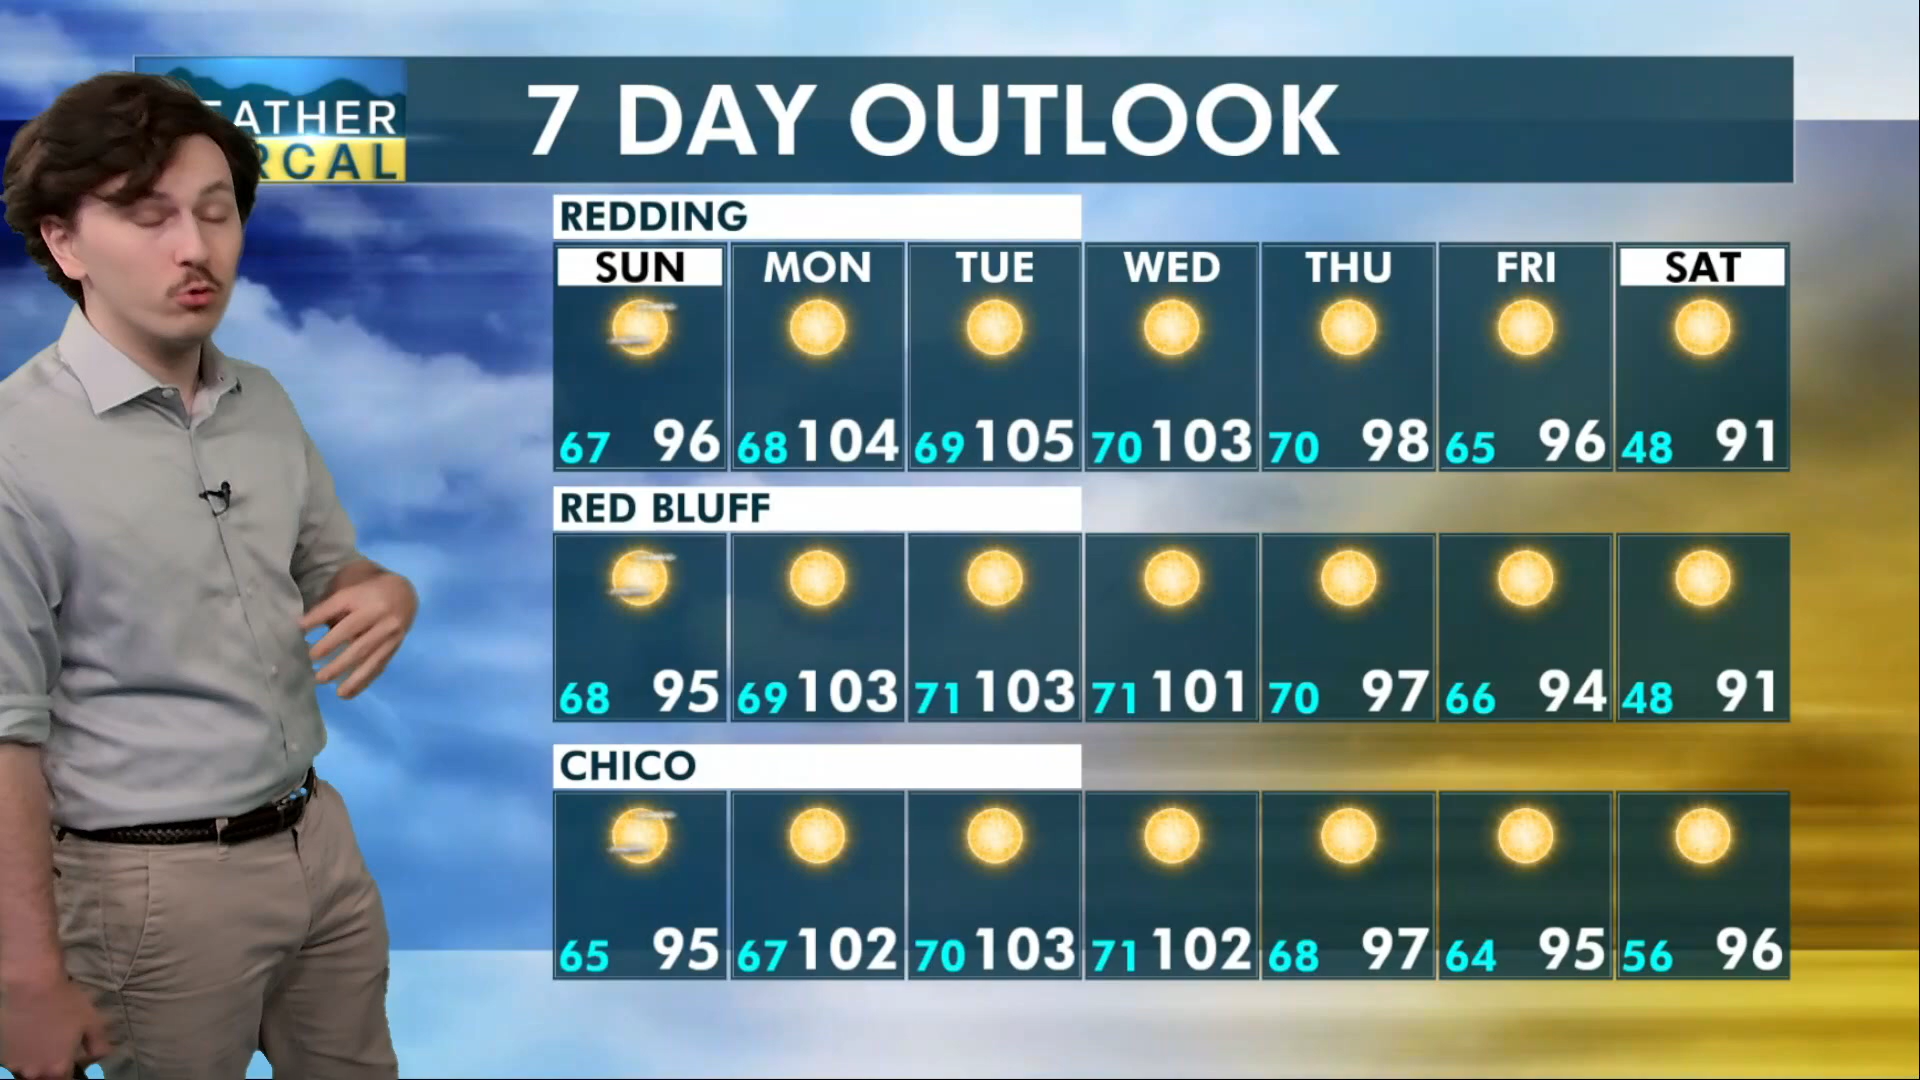 ATHER
RCAL
7 DAY OUTLOOK
REDDING
SUN MON TUE WED THU FRI SAT
67 96 68 104 69 105 70 103 70 98 65 96 48 91
RED BLUFF
68 95 69 103 71 103 71 101 70 97 66 94 48 91
CHICO
65 95 67 102 70 103 71 102 68 97 64 95 56 96